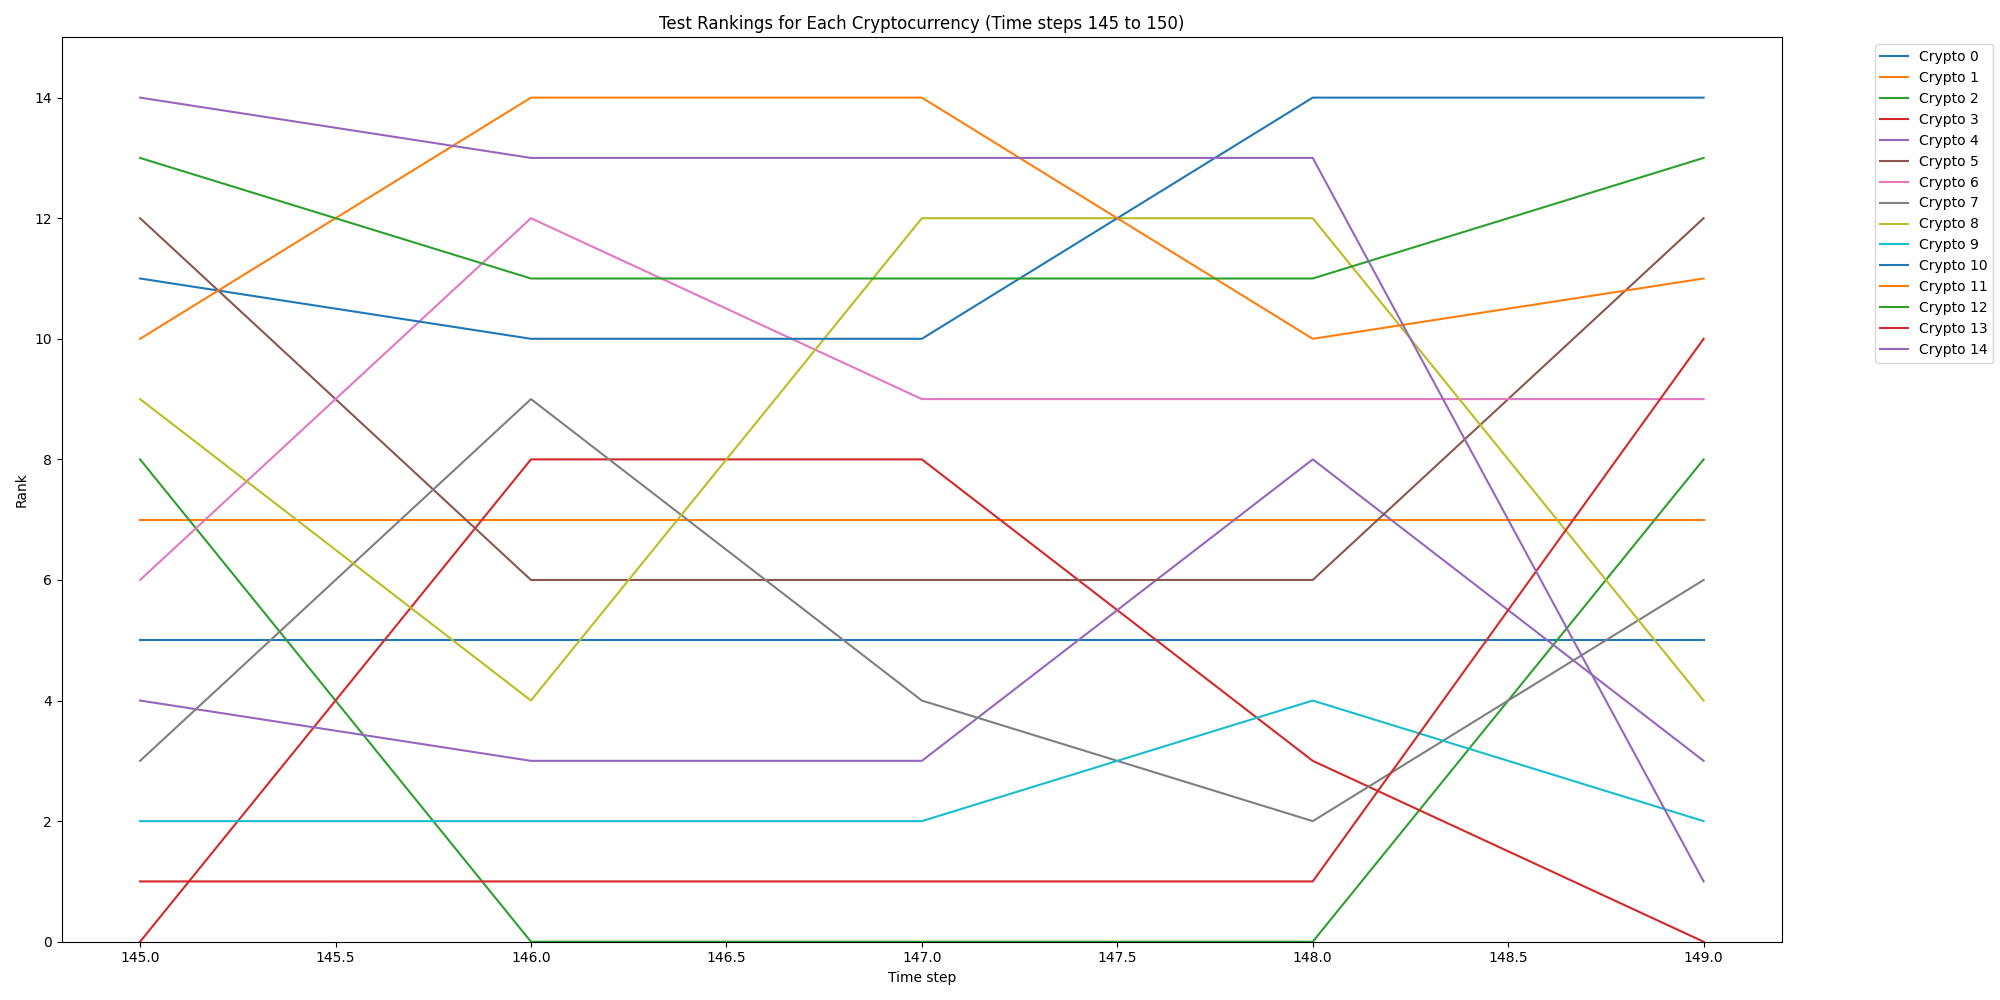 Test Rankings for Each Cryptocurrency (Time steps 145 to 150)
Rank
14
12
10
8
6
4
2
0
145.0 145.5 146.0 146.5 147.0 147.5 148.0 148.5 149.0
Time step
Crypto 0
Crypto 1
Crypto 2
Crypto 3
Crypto 4
Crypto 5
Crypto 6
Crypto 7
Crypto 8
Crypto 9
Crypto 10
Crypto 11
Crypto 12
Crypto 13
Crypto 14